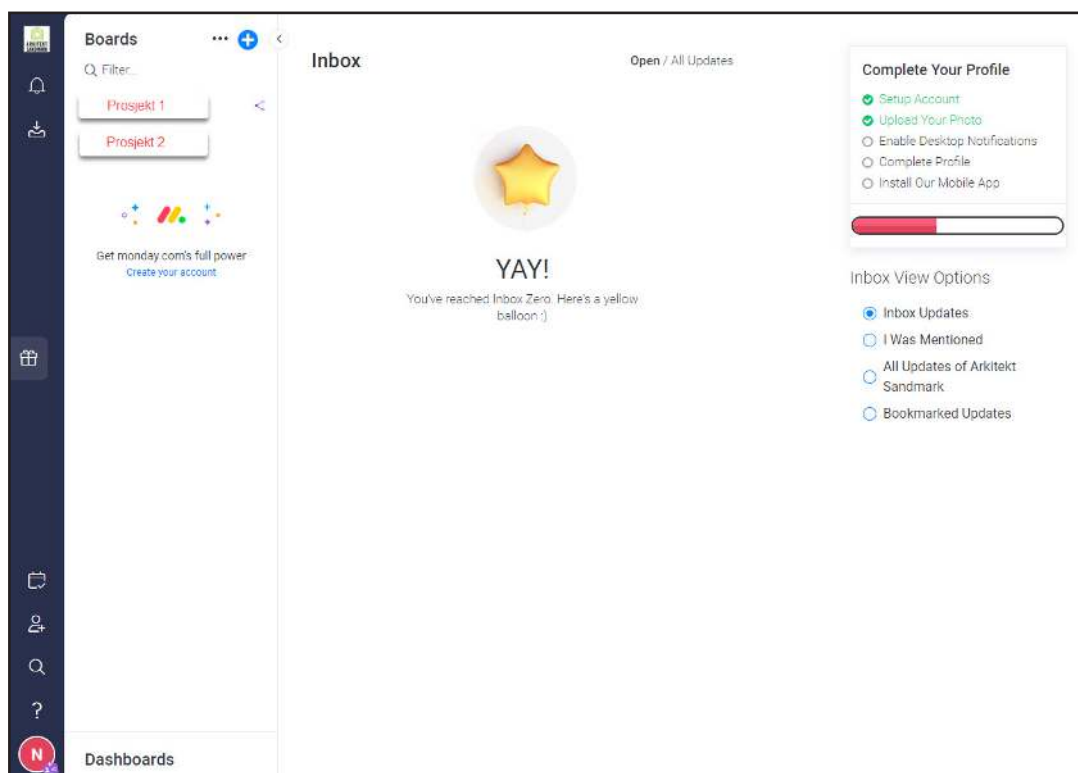 Boards
Filter...
Prosjekt 1
Prosjekt 2
Get monday.com's full power
Create your account
Dashboards
Inbox
Open / All Updates
YAY!
You've reached Inbox Zero. Here's a yellow
balloon :)
Complete Your Profile
Setup Account
Upload Your Photo
Enable Desktop Notifications
Complete Profile
Install Our Mobile App
Inbox View Options
Inbox Updates
I Was Mentioned
All Updates of Arkitekt
Sandmark
Bookmarked Updates
?
N